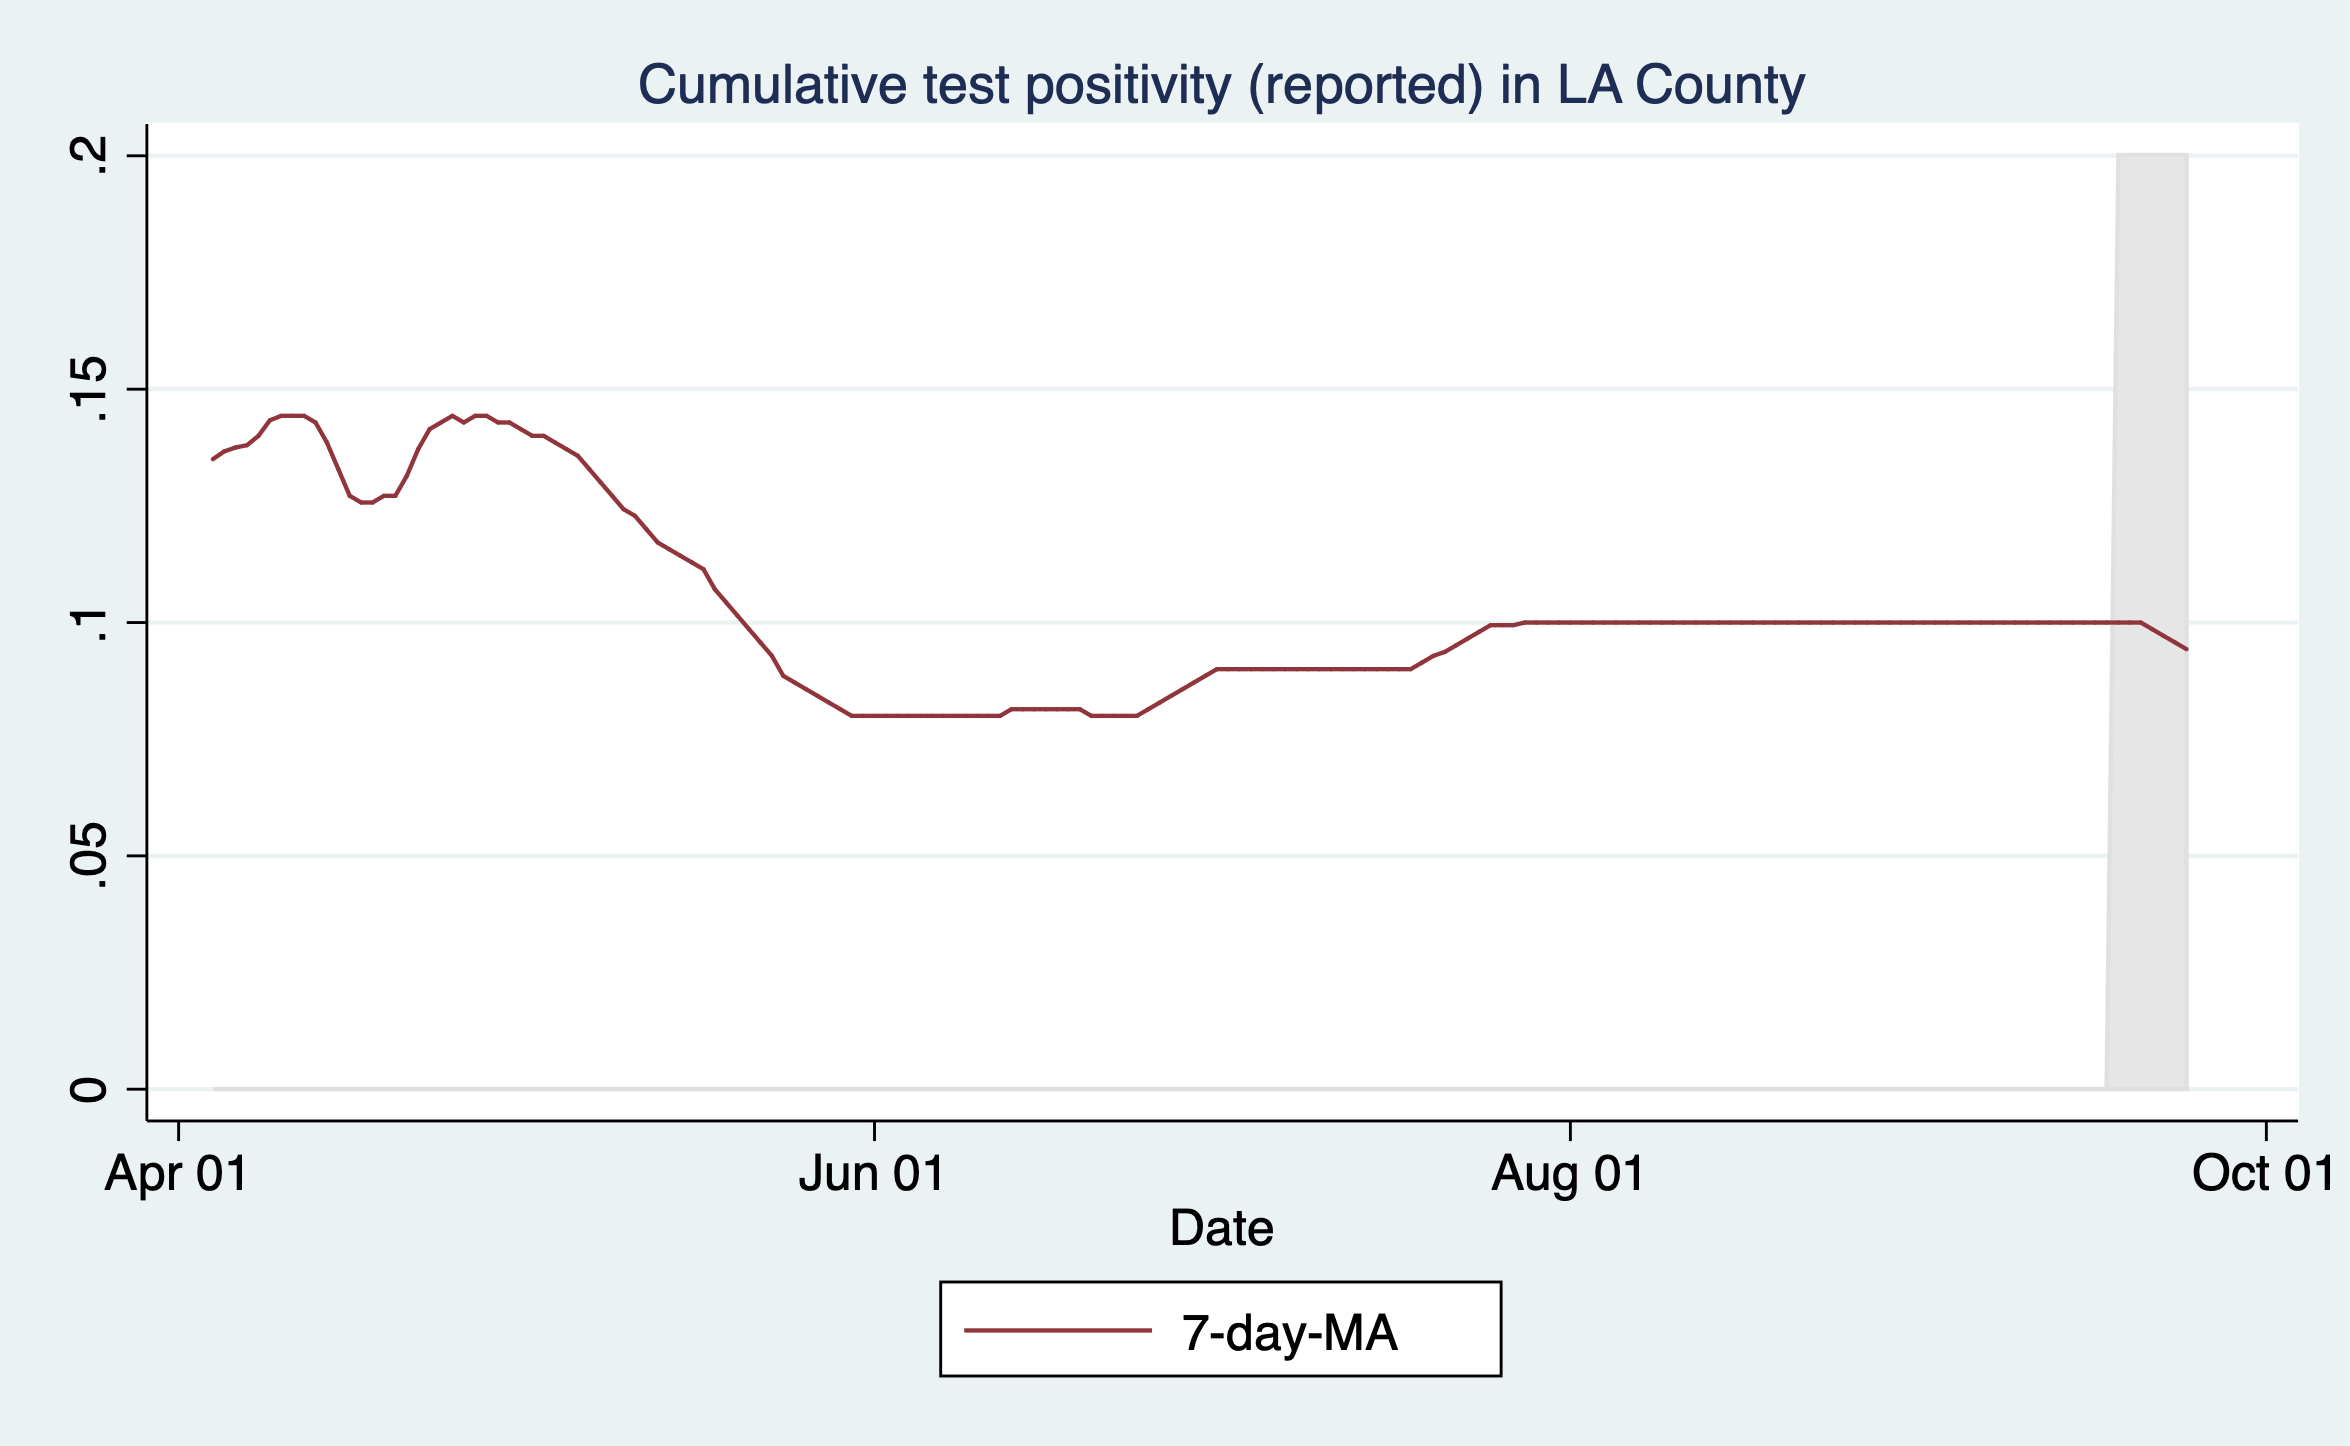 Cumulative test positivity (reported) in LA County
.2
.15
.1
.05
0
Apr 01 Jun 01 Aug 01 Oct 01
Date
7-day-MA